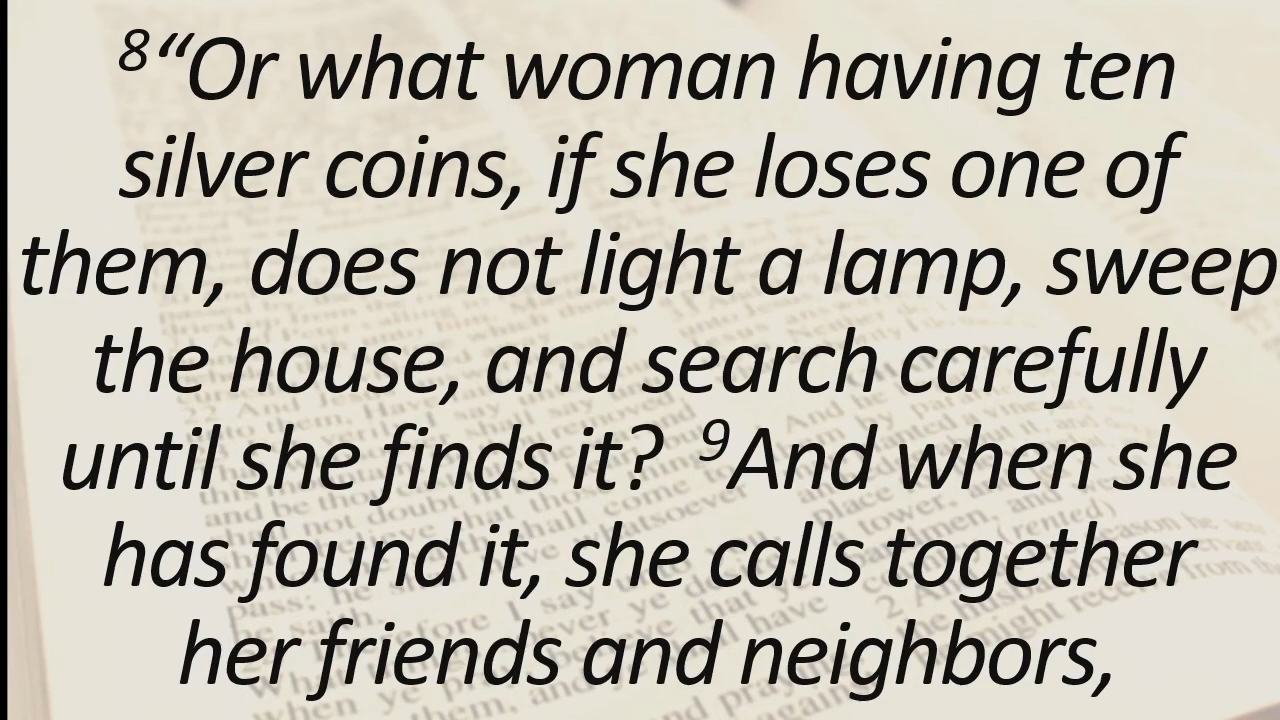 8“Or what woman having ten
silver coins, if she loses one of
them, does not light a lamp, sweep
the house, and search carefully
until she finds it? 9And when she
has found it, she calls together
her friends and neighbors,